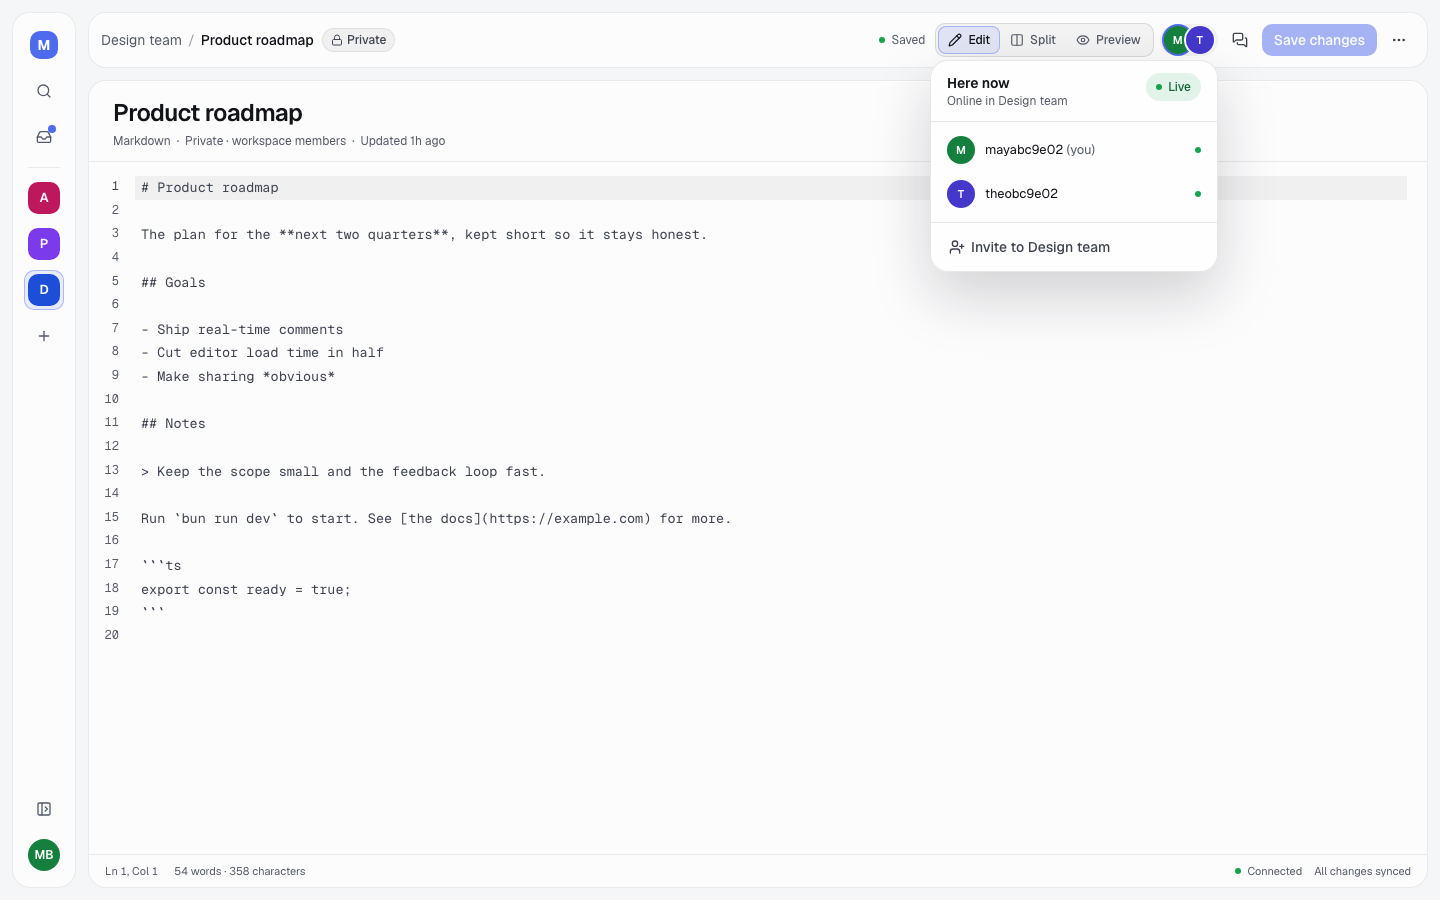 M
A
P
D
MB
Design team / Product roadmap Private
Saved Edit Split Preview M T Save changes
Product roadmap
Markdown · Private · workspace members · Updated 1h ago
Here now
Online in Design team
Live
M mayabc9e02 (you)
T theobc9e02
Invite to Design team
1 # Product roadmap
2
3 The plan for the **next two quarters**, kept short so it stays honest.
4
5 ## Goals
6
7 - Ship real-time comments
8 - Cut editor load time in half
9 - Make sharing *obvious*
10
11 ## Notes
12
13 > Keep the scope small and the feedback loop fast.
14
15 Run `bun run dev` to start. See [the docs](https://example.com) for more.
16
17 ```ts
18 export const ready = true;
19 ```
20
Ln 1, Col 1 54 words · 358 characters
Connected All changes synced